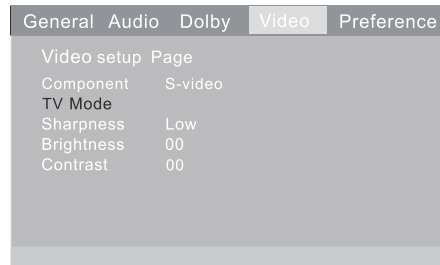 General Audio Dolby Video Preference
Video setup Page
Component S-video
TV Mode
Sharpness Low
Brightness 00
Contrast 00